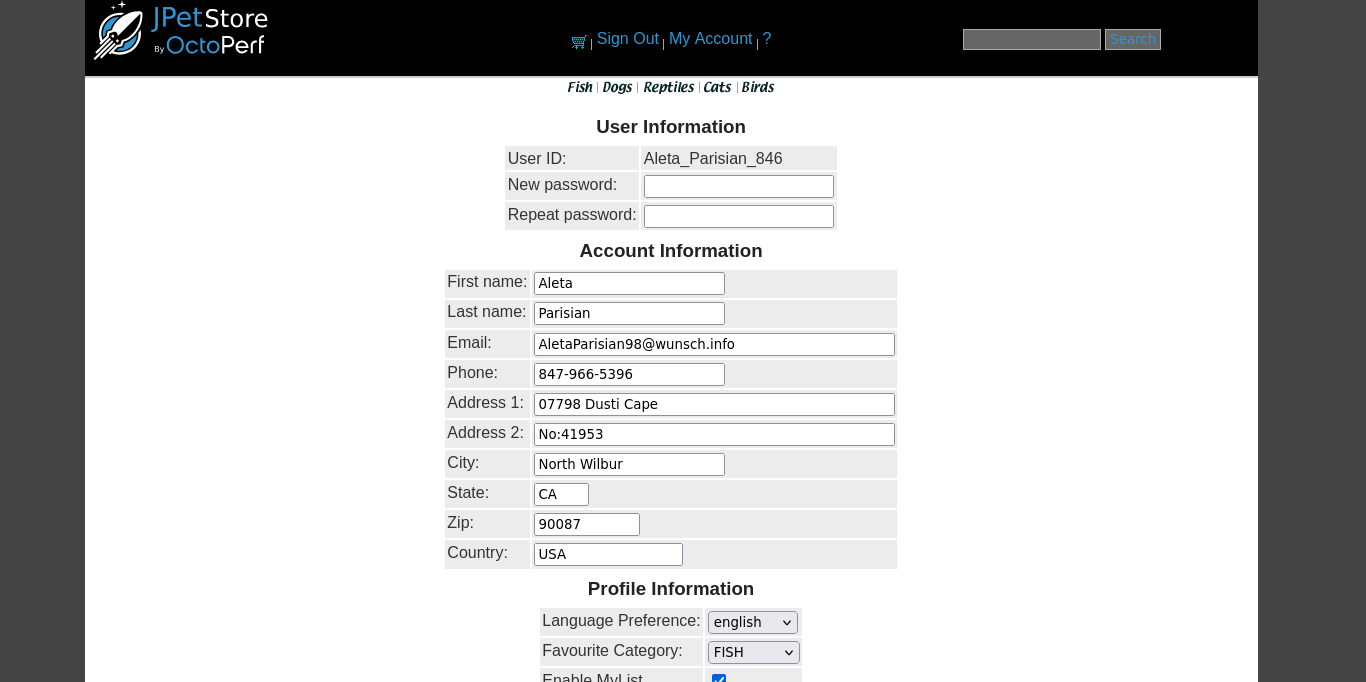 JPetStore
By OctoPerf
Sign Out | My Account | ?
Search
Fish | Dogs | Reptiles | Cats | Birds
User Information
User ID: Aleta_Parisian_846
New password:
Repeat password:
Account Information
First name: Aleta
Last name: Parisian
Email: AletaParisian98@wunsch.info
Phone: 847-966-5396
Address 1: 07798 Dusti Cape
Address 2: No:41953
City: North Wilbur
State: CA
Zip: 90087
Country: USA
Profile Information
Language Preference: english
Favourite Category: FISH
Enable MyList